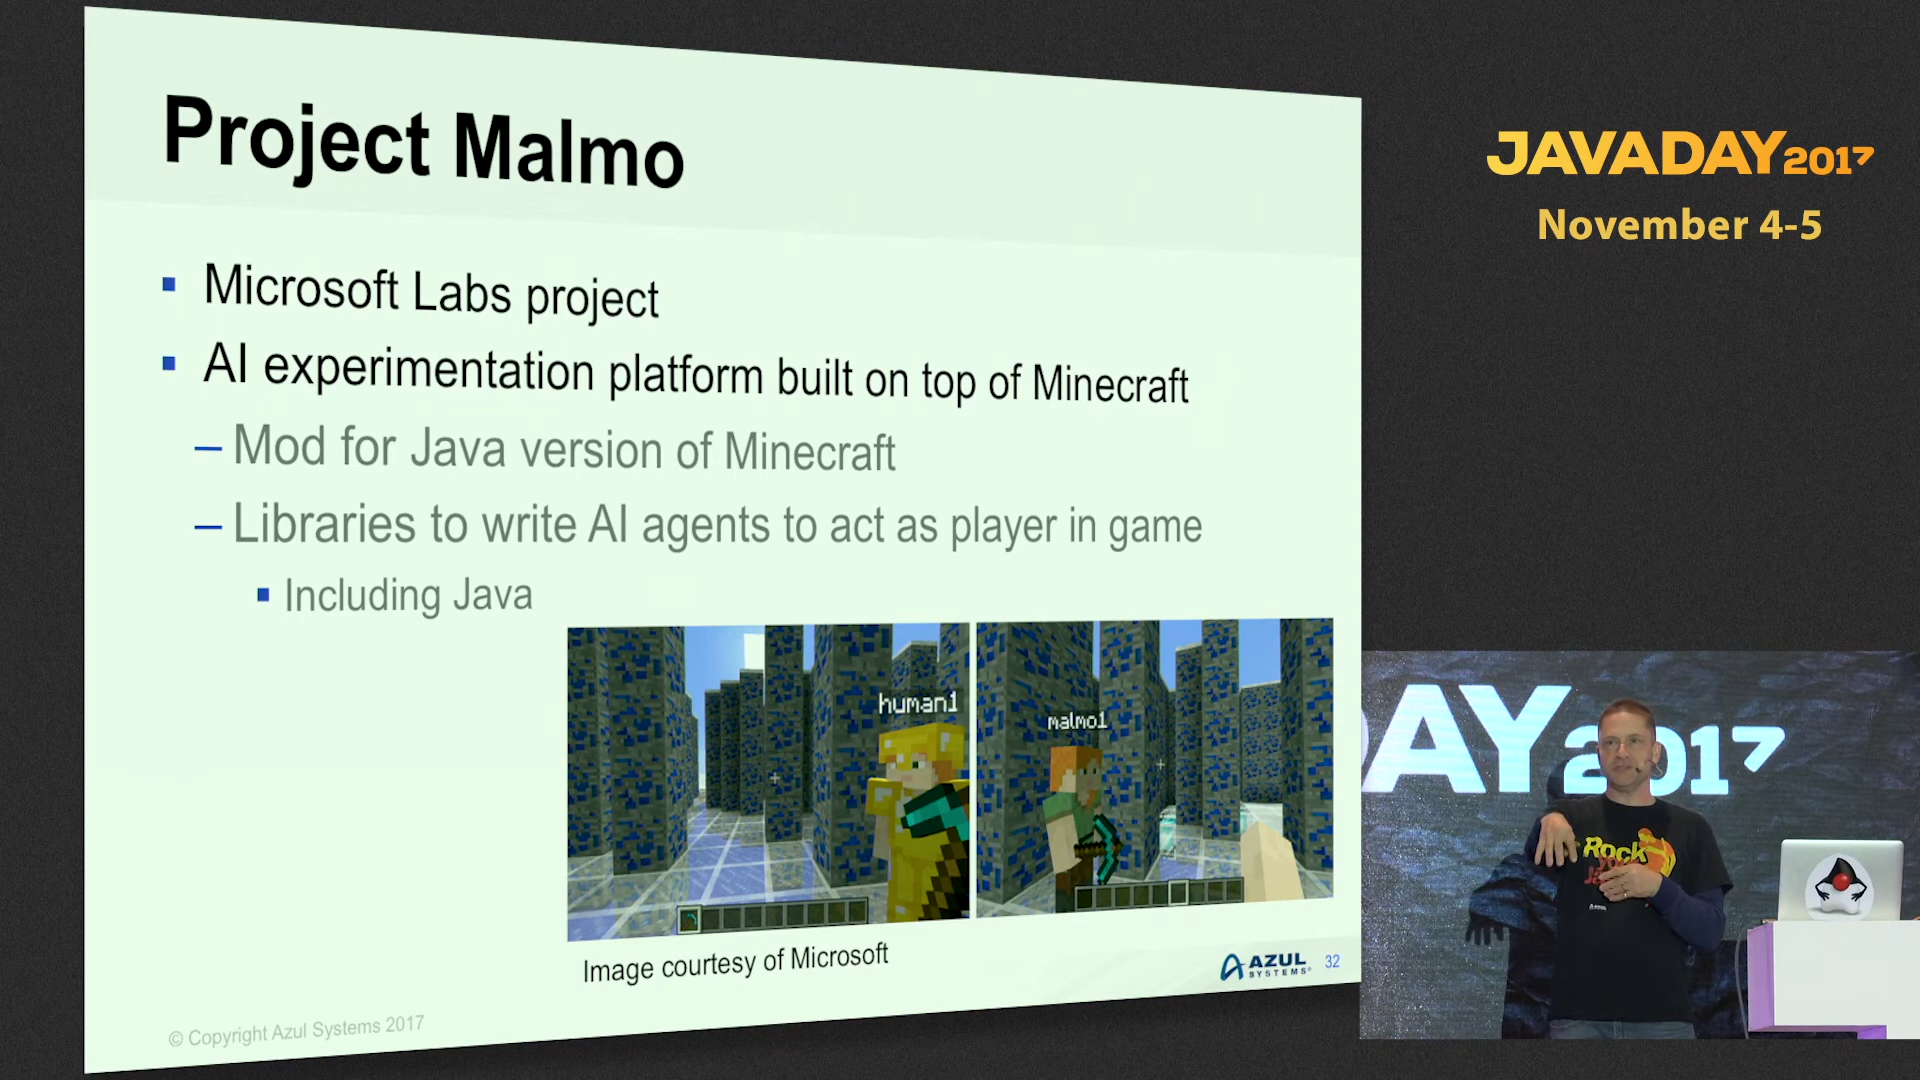 Project Malmo
Microsoft Labs project
AI experimentation platform built on top of Minecraft
– Mod for Java version of Minecraft
– Libraries to write AI agents to act as player in game
Including Java
human1
malmo1
Image courtesy of Microsoft
AZUL
SYSTEMS
32
© Copyright Azul Systems 2017
JAVADAY2017
November 4-5
DAY2017
Rock